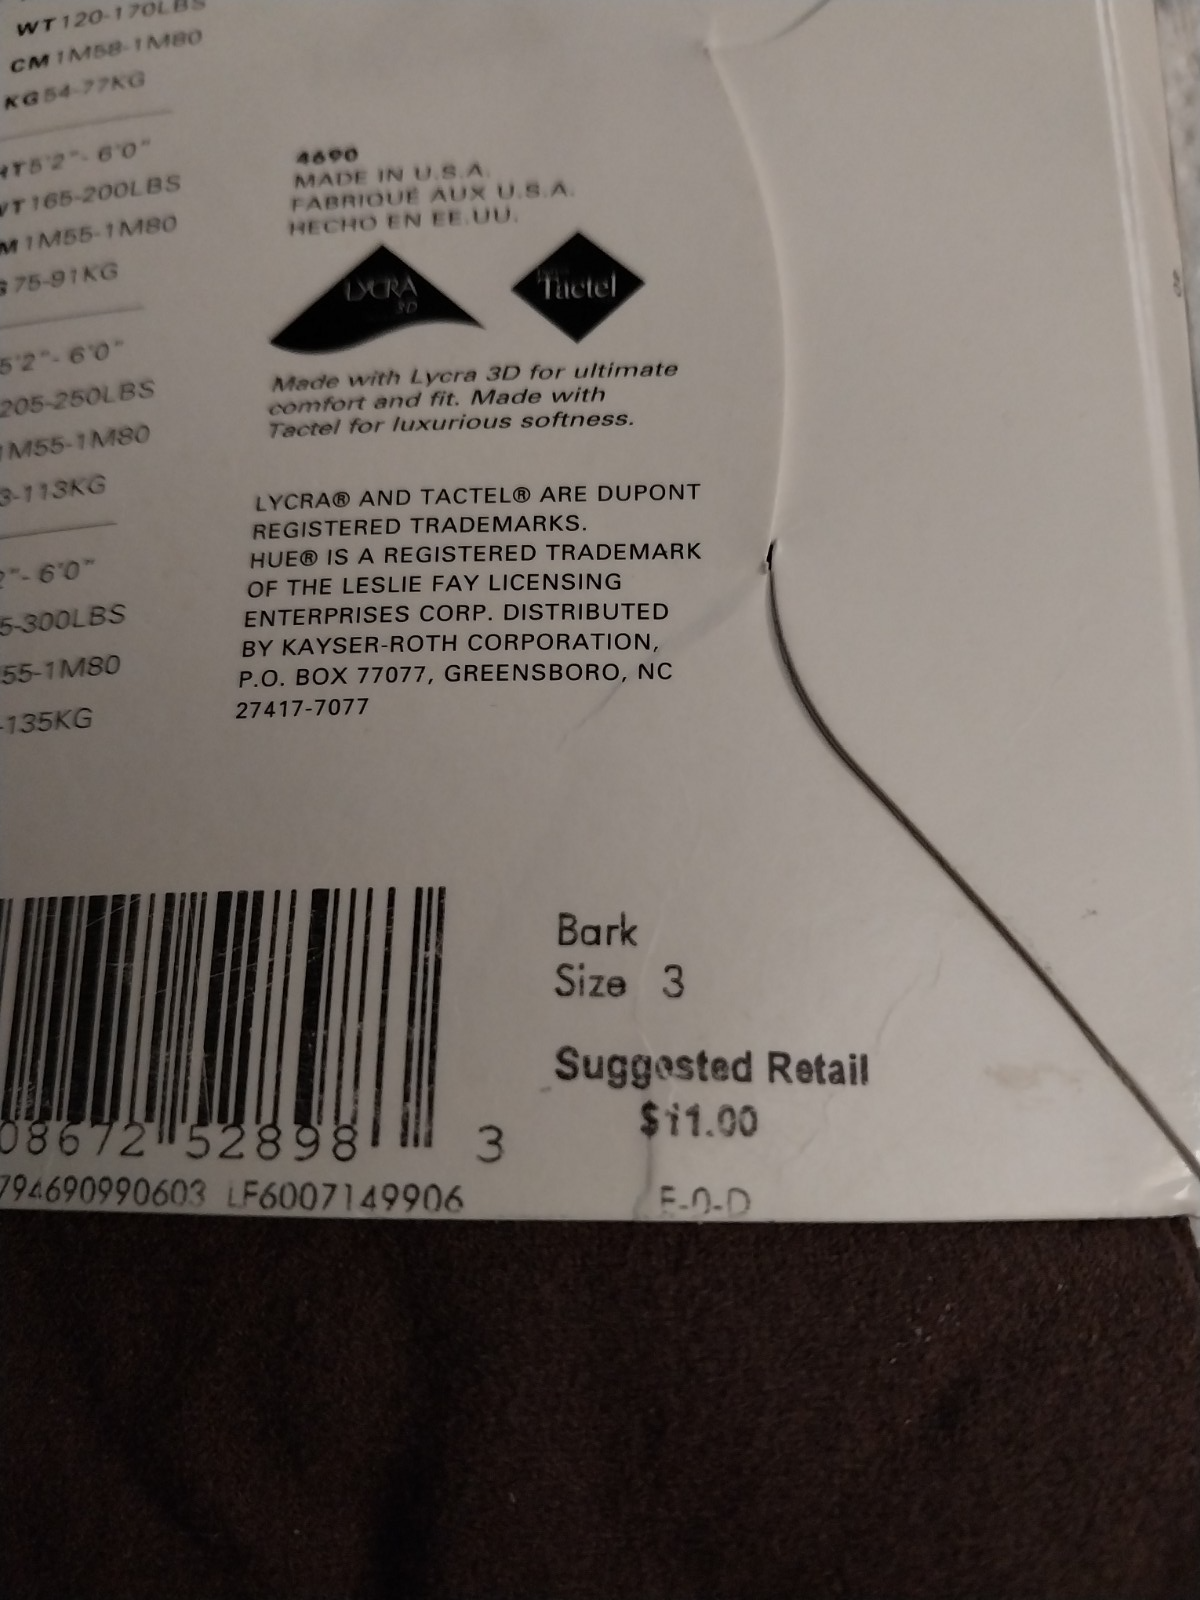 WT 120-170LBS
CM 1M58-1M80
KG 54-77KG
HT 5'2"- 6'0"
WT 165-200LBS
M 1M55-1M80
75-91KG
5'2"- 6'0"
205-250LBS
1M55-1M80
3-113KG
2"- 6'0"
5-300LBS
55-1M80
-135KG
4690
MADE IN U.S.A.
FABRIQUÉ AUX U.S.A.
HECHO EN EE.UU.
LYCRA
3D
Tactel
Made with Lycra 3D for ultimate
comfort and fit. Made with
Tactel for luxurious softness.
LYCRA® AND TACTEL® ARE DUPONT
REGISTERED TRADEMARKS.
HUE® IS A REGISTERED TRADEMARK
OF THE LESLIE FAY LICENSING
ENTERPRISES CORP. DISTRIBUTED
BY KAYSER-ROTH CORPORATION,
P.O. BOX 77077, GREENSBORO, NC
27417-7077
Bark
Size 3
Suggested Retail
$11.00
08672 52898 3
794690990603 LF6007149906
E-0-D